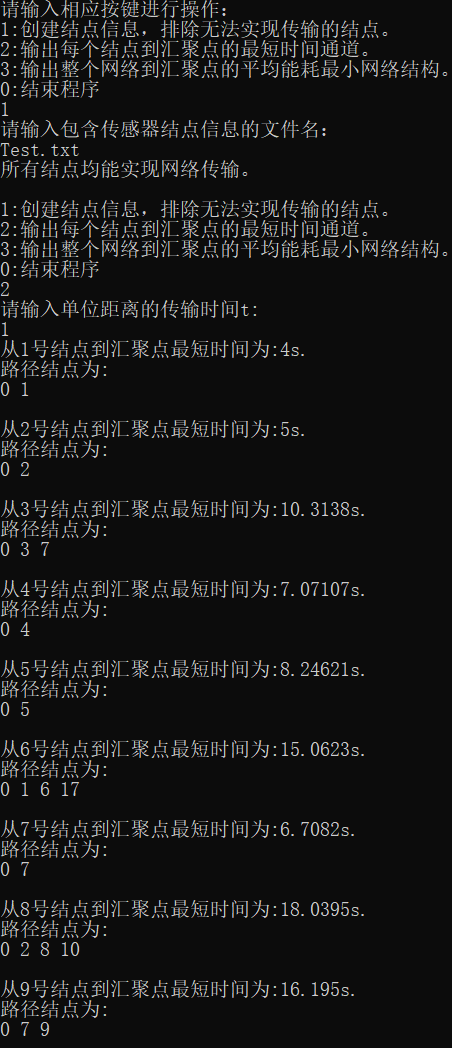 请输入相应按键进行操作:
1:创建结点信息，排除无法实现传输的结点。
2:输出每个结点到汇聚点的最短时间通道。
3:输出整个网络到汇聚点的平均能耗最小网络结构。
0:结束程序
1
请输入包含传感器结点信息的文件名:
Test.txt
所有结点均能实现网络传输。
1:创建结点信息，排除无法实现传输的结点。
2:输出每个结点到汇聚点的最短时间通道。
3:输出整个网络到汇聚点的平均能耗最小网络结构。
0:结束程序
2
请输入单位距离的传输时间t:
1
从1号结点到汇聚点最短时间为:4s.
路径结点为:
0 1
从2号结点到汇聚点最短时间为:5s.
路径结点为:
0 2
从3号结点到汇聚点最短时间为:10.3138s.
路径结点为:
0 3 7
从4号结点到汇聚点最短时间为:7.07107s.
路径结点为:
0 4
从5号结点到汇聚点最短时间为:8.24621s.
路径结点为:
0 5
从6号结点到汇聚点最短时间为:15.0623s.
路径结点为:
0 1 6 17
从7号结点到汇聚点最短时间为:6.7082s.
路径结点为:
0 7
从8号结点到汇聚点最短时间为:18.0395s.
路径结点为:
0 2 8 10
从9号结点到汇聚点最短时间为:16.195s.
路径结点为:
0 7 9